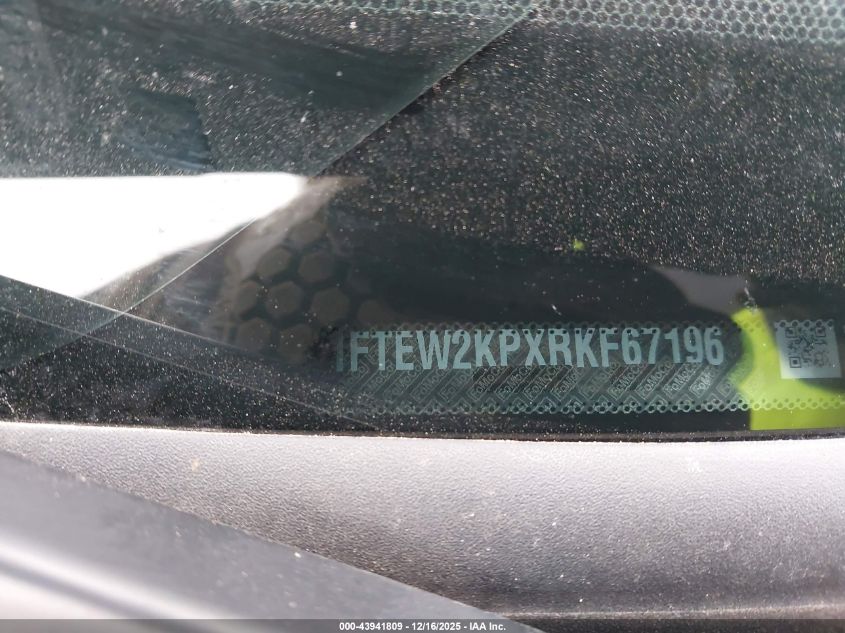 1FTEW2KPXRKF67196
000-43941809 - 12/16/2025 - IAA Inc.